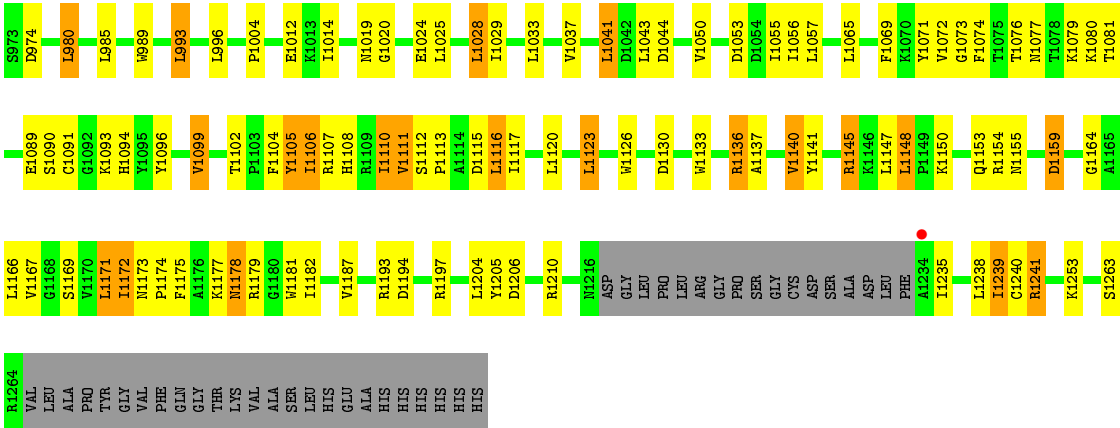 S973 D974 L980 L985 W989 L993 L996 P1004 E1012 K1013 I1014 N1019 G1020 E1024 L1025 L1028 I1029 L1033 V1037 L1041 D1042 L1043 D1044 V1050 D1053 D1054 I1055 I1056 L1057 L1065 F1069 K1070 Y1071 V1072 G1073 F1074 T1075 T1076 N1077 T1078 K1079 K1080 T1081
E1089 S1090 C1091 G1092 K1093 H1094 Y1095 Y1096 V1099 T1102 P1103 F1104 Y1105 I1106 R1107 H1108 R1109 I1110 V1111 S1112 P1113 A1114 D1115 L1116 I1117 L1120 L1123 W1126 D1130 W1133 R1136 A1137 V1140 Y1141 R1145 K1146 L1147 L1148 P1149 K1150 Q1153 R1154 N1155 D1159 G1164 A1165
L1166 V1167 G1168 S1169 V1170 L1171 I1172 N1173 P1174 F1175 A1176 K1177 N1178 R1179 G1180 W1181 I1182 V1187 R1193 D1194 R1197 L1204 Y1205 D1206 R1210 N1216 ASP GLY LEU PRO LEU ARG GLY PRO SER GLY CYS ASP SER ALA ASP LEU PHE A1234 I1235 L1238 I1239 C1240 R1241 K1253 S1263
R1264 VAL LEU ALA PRO TYR GLY VAL PHE GLN GLY THR LYS VAL ALA SER LEU HIS GLU ALA HIS HIS HIS HIS HIS HIS